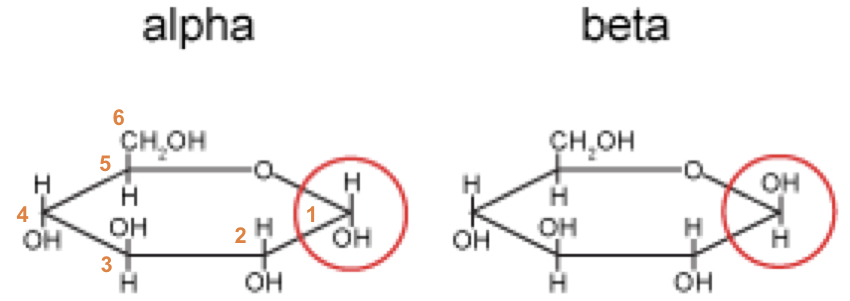 alpha beta
6
CH₂OH CH₂OH
5 O O
H H H OH
H H
4 OH 1
OH OH 2 H OH OH OH H H
3
H OH H OH